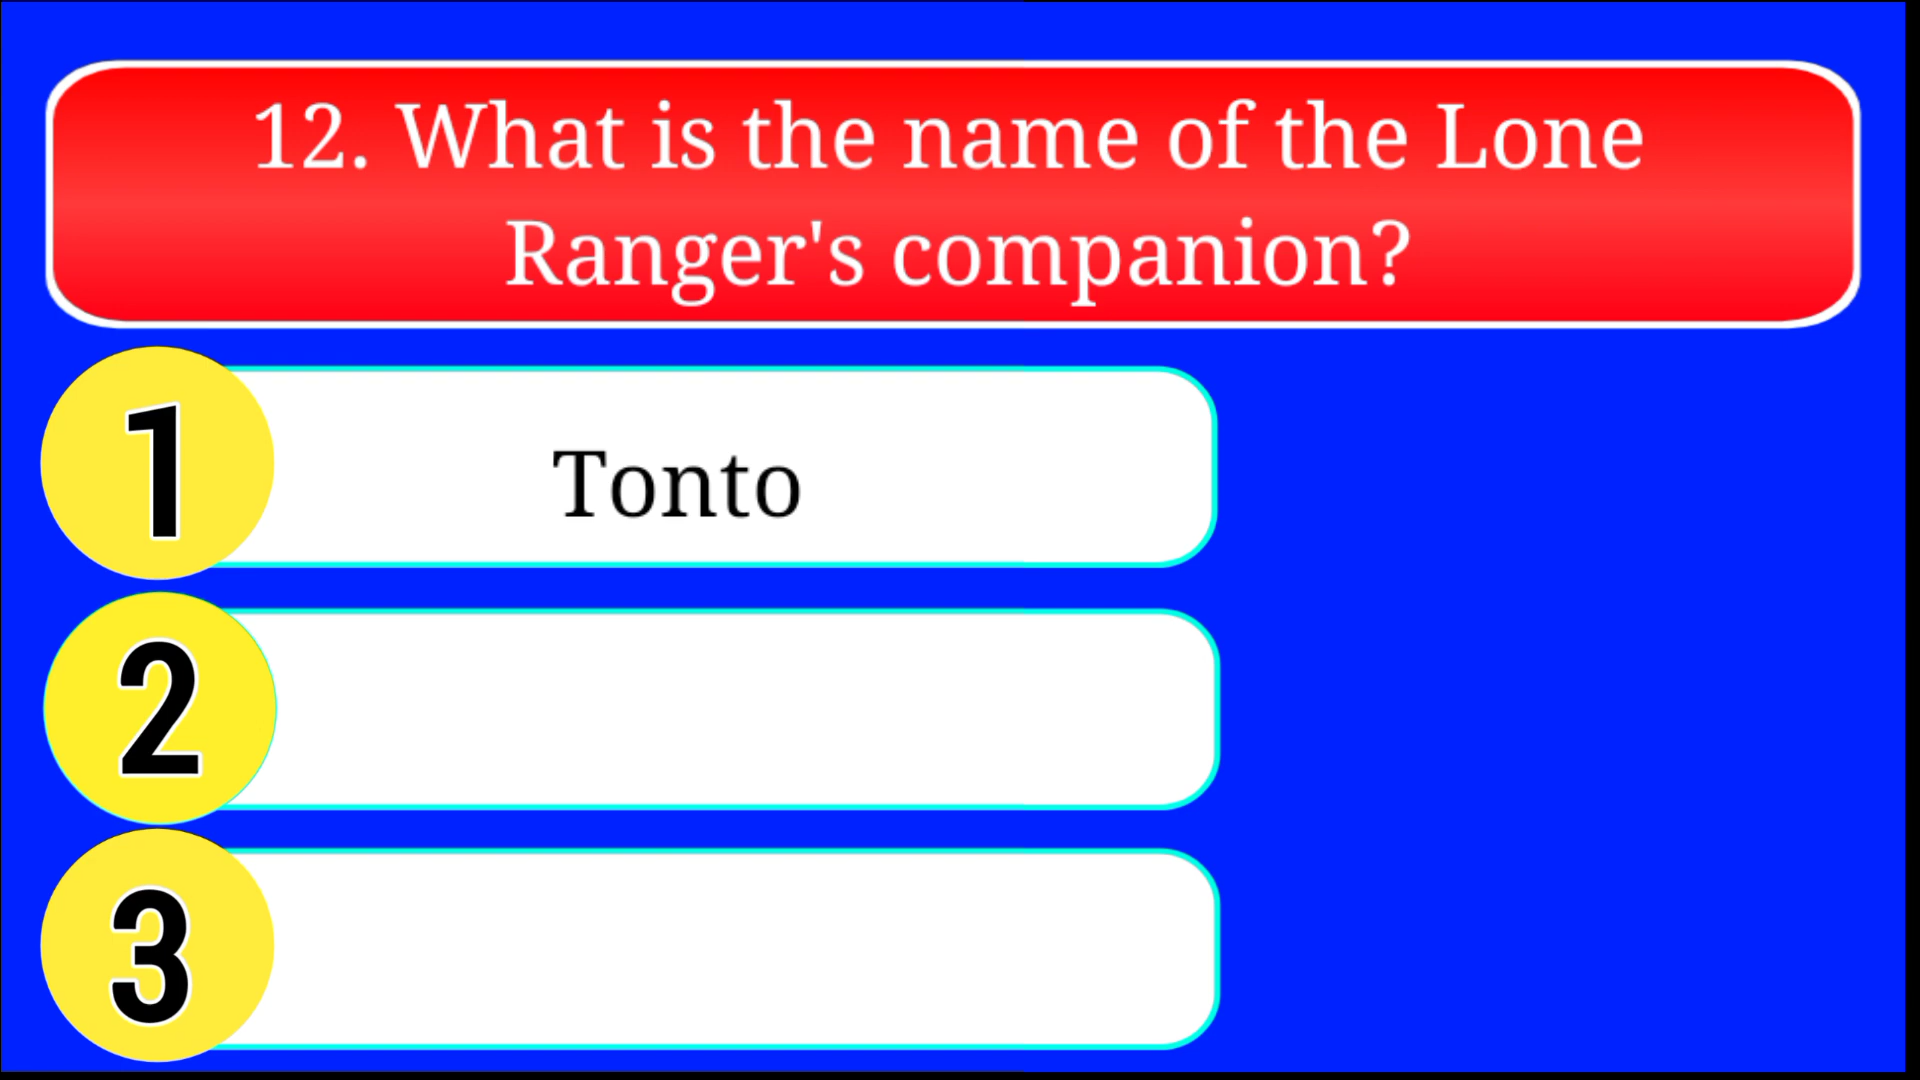 12. What is the name of the Lone
Ranger's companion?
1
Tonto
2
3